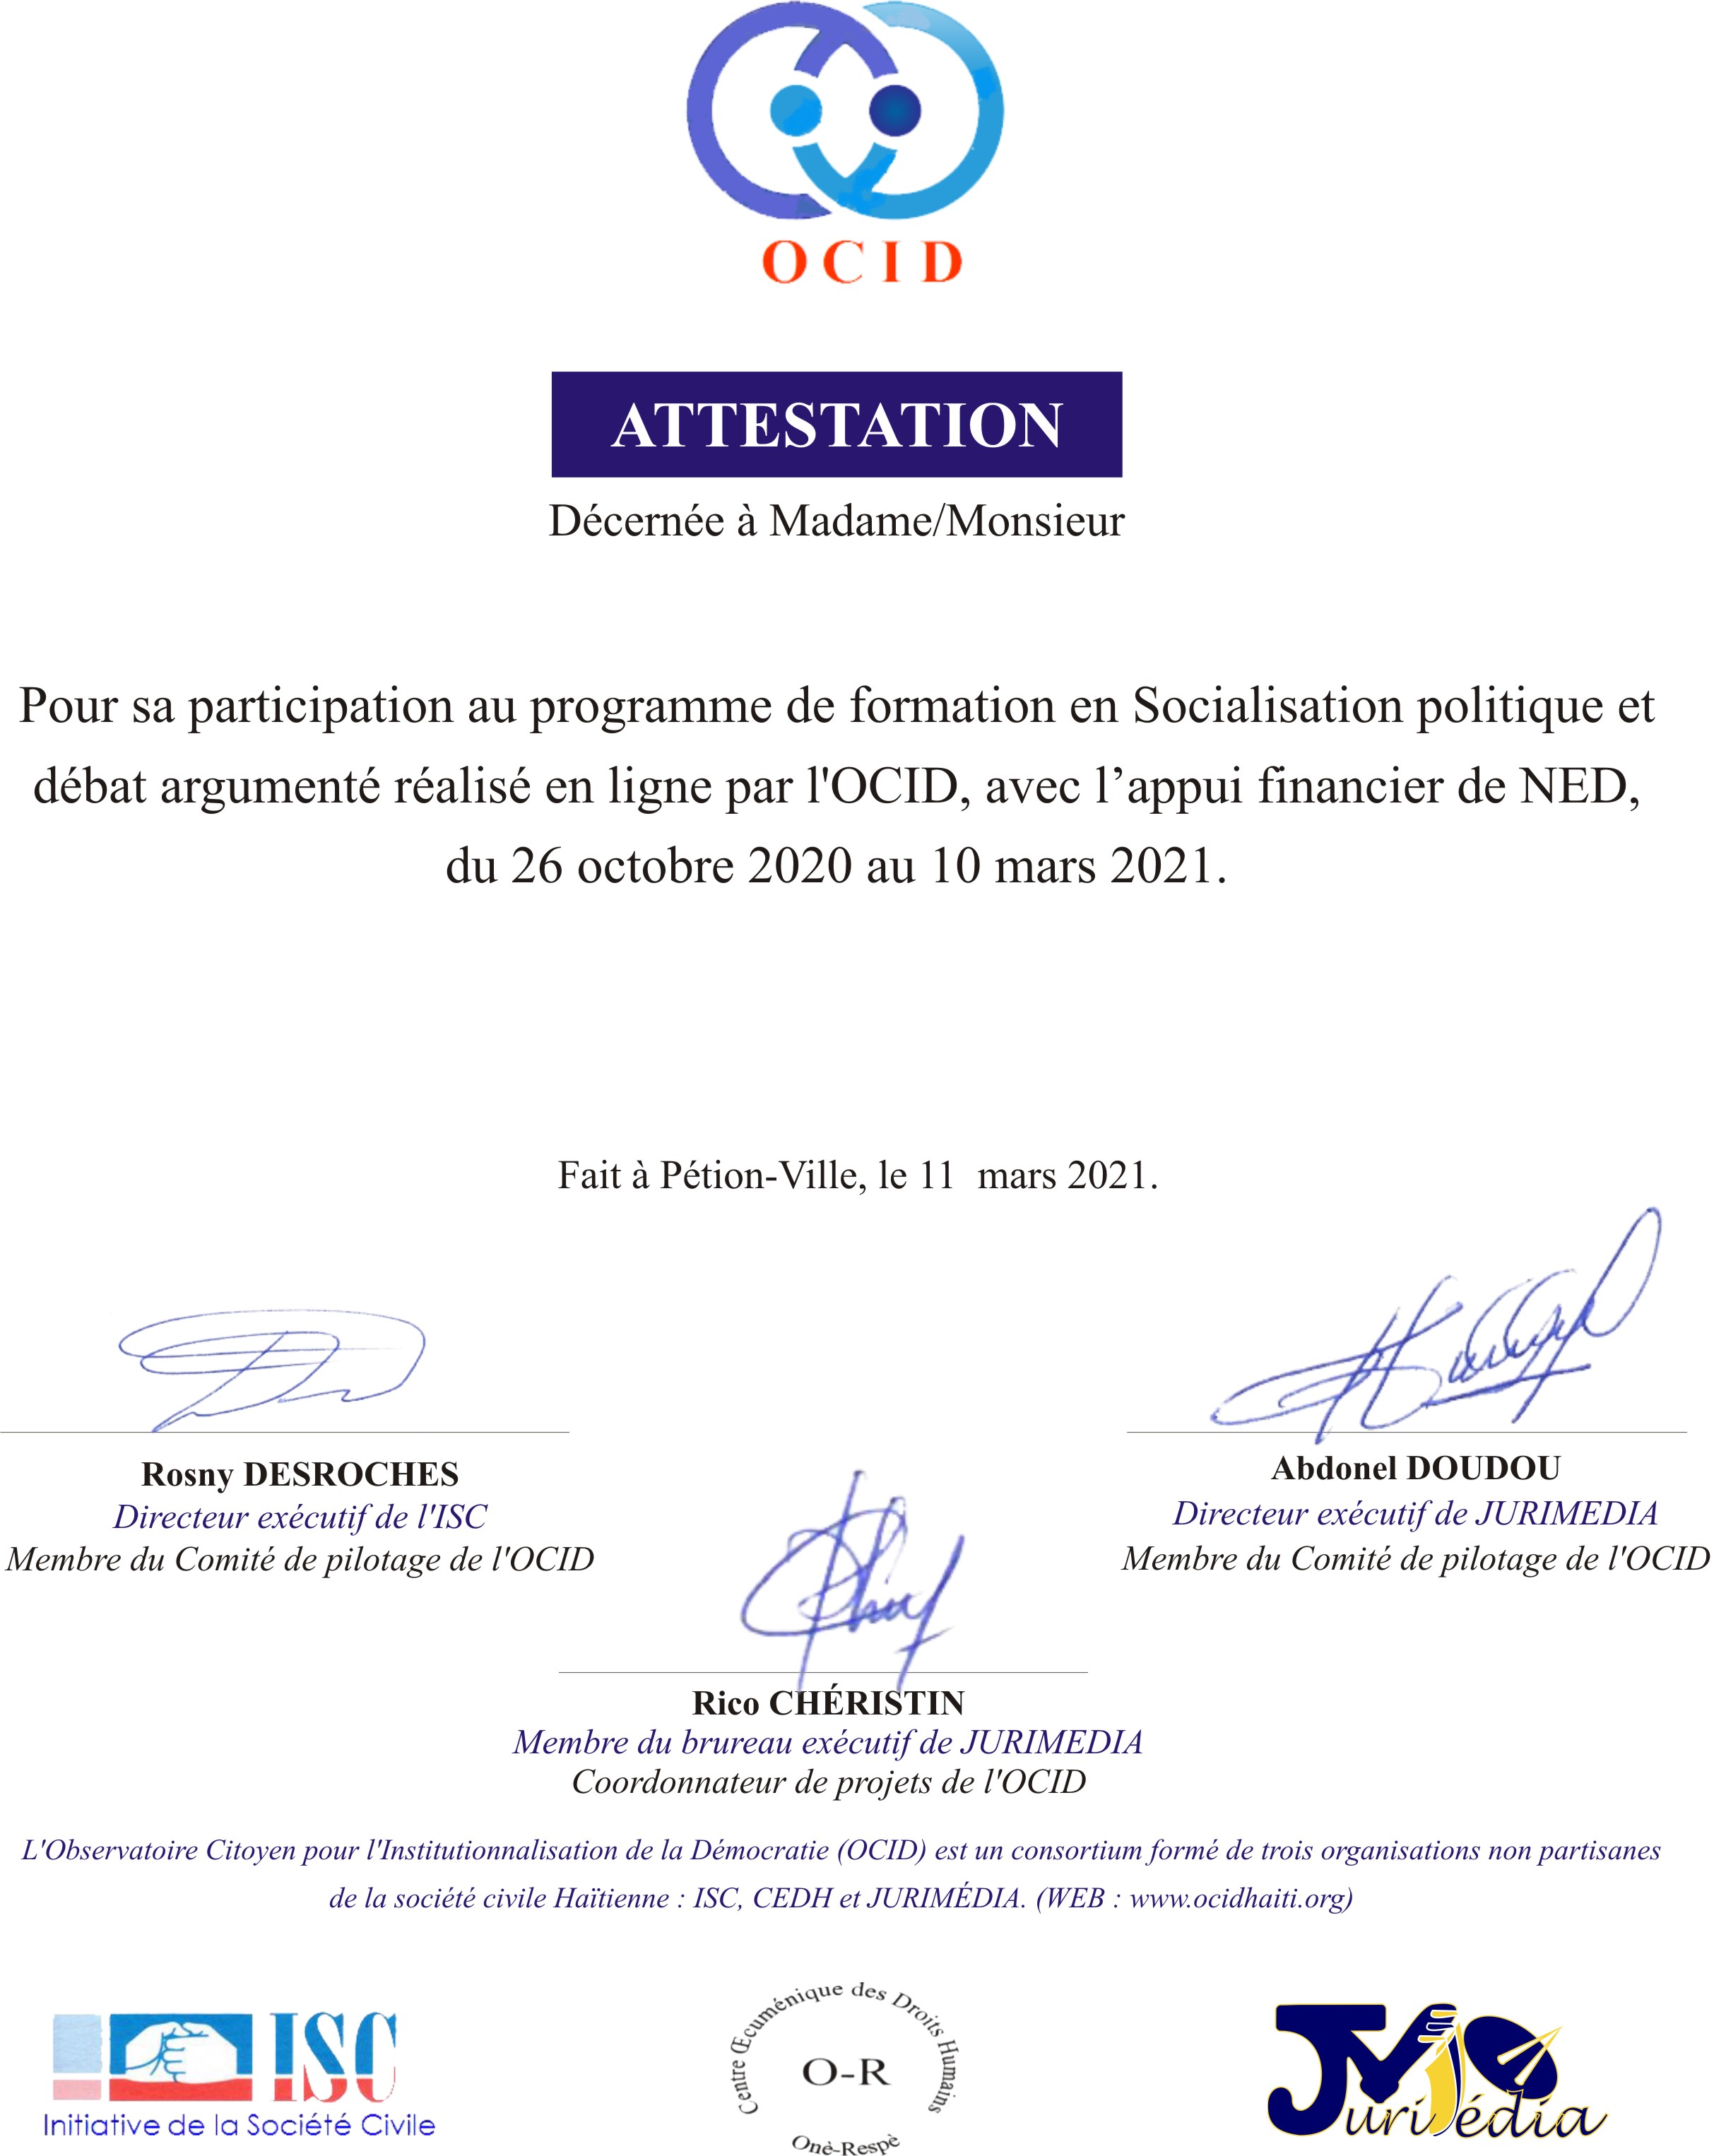 OCID
ATTESTATION
Décernée à Madame/Monsieur
Pour sa participation au programme de formation en Socialisation politique et
débat argumenté réalisé en ligne par l'OCID, avec l’appui financier de NED,
du 26 octobre 2020 au 10 mars 2021.
Fait à Pétion-Ville, le 11 mars 2021.
Rosny DESROCHES
Directeur exécutif de l'ISC
Membre du Comité de pilotage de l'OCID
Abdonel DOUDOU
Directeur exécutif de JURIMEDIA
Membre du Comité de pilotage de l'OCID
Rico CHÉRISTIN
Membre du brureau exécutif de JURIMEDIA
Coordonnateur de projets de l'OCID
L'Observatoire Citoyen pour l'Institutionnalisation de la Démocratie (OCID) est un consortium formé de trois organisations non partisanes
de la société civile Haïtienne : ISC, CEDH et JURIMÉDIA. (WEB : www.ocidhaiti.org)
ISC
Initiative de la Société Civile
Centre Œcuménique des Droits Humains
O-R
Onè-Respè
JURIMédia